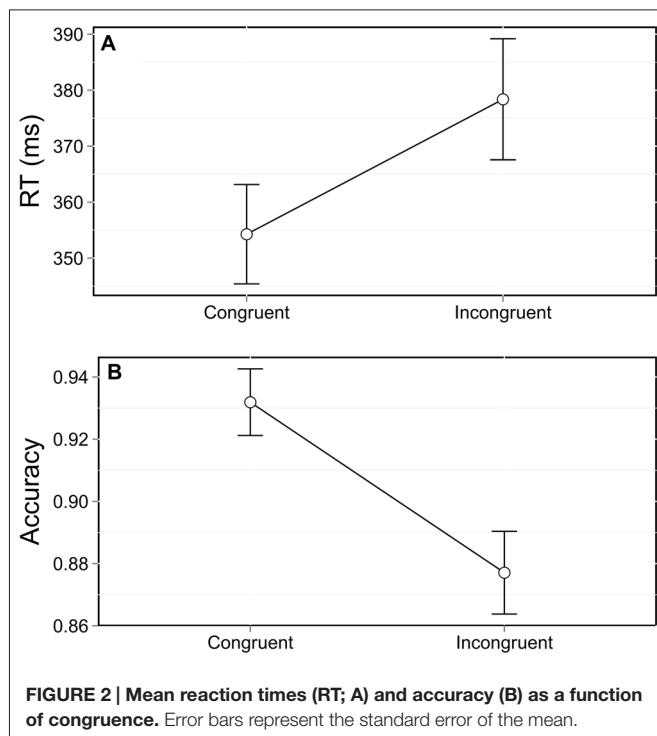 A
390
380
370
360
350
RT (ms)
Congruent Incongruent
B
0.94
0.92
0.90
0.88
0.86
Accuracy
Congruent Incongruent
FIGURE 2 | Mean reaction times (RT; A) and accuracy (B) as a function
of congruence. Error bars represent the standard error of the mean.